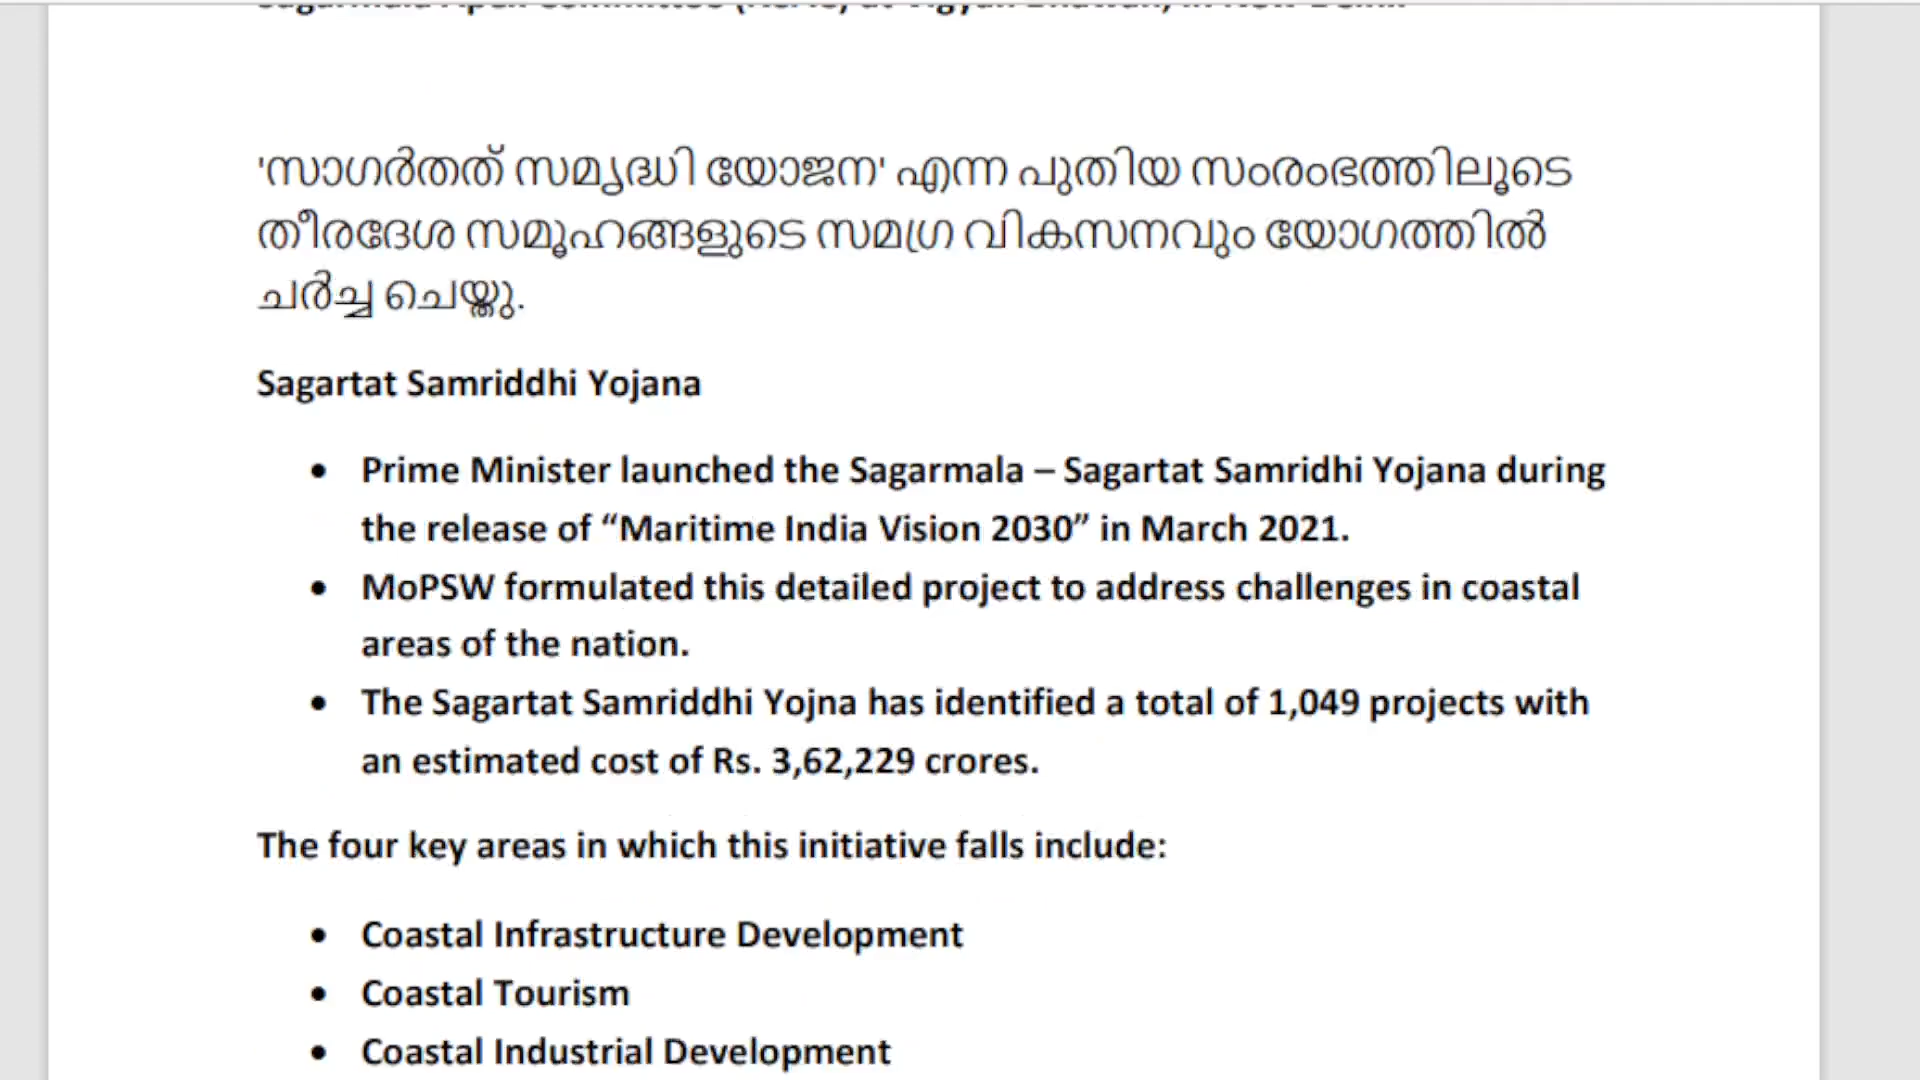 'സാഗർതത് സമൃദ്ധി യോജന' എന്ന പുതിയ സംരംഭത്തിലൂടെ
തീരദേശ സമൂഹങ്ങളുടെ സമഗ്ര വികസനവും യോഗത്തിൽ
ചർച്ച ചെയ്തു.
Sagartat Samriddhi Yojana
• Prime Minister launched the Sagarmala – Sagartat Samridhi Yojana during
the release of “Maritime India Vision 2030” in March 2021.
• MoPSW formulated this detailed project to address challenges in coastal
areas of the nation.
• The Sagartat Samriddhi Yojna has identified a total of 1,049 projects with
an estimated cost of Rs. 3,62,229 crores.
The four key areas in which this initiative falls include:
• Coastal Infrastructure Development
• Coastal Tourism
• Coastal Industrial Development